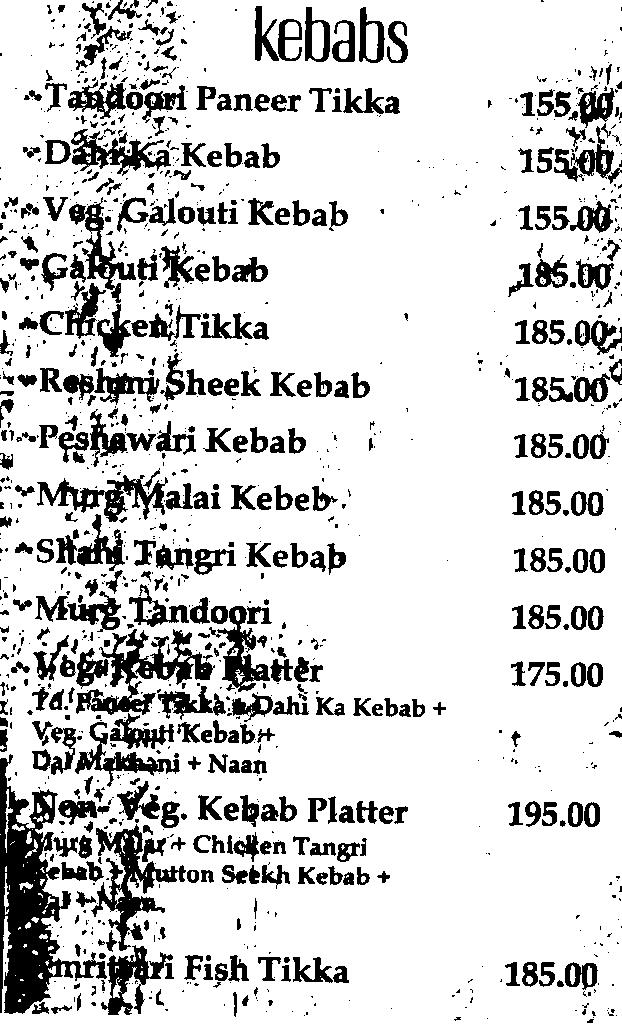 kebabs
Tandoori Paneer Tikka 155.00
Dahi Ka Kebab 155.00
Veg. Galouti Kebab 155.00
Galouti Kebab 185.00
Chicken Tikka 185.00
Reshmi Sheek Kebab 185.00
Peshawari Kebab 185.00
Murg Malai Kebeb 185.00
Shahi Tangri Kebab 185.00
Murg Tandoori 185.00
Veg. Kebab Platter 175.00
Td. Paneer Tikka + Dahi Ka Kebab +
Veg. Galouti Kebab +
Dal Makhani + Naan
Non-Veg. Kebab Platter 195.00
Murg Malai + Chicken Tangri
Kebab + Mutton Seekh Kebab +
Dal + Naan
Amritsari Fish Tikka 185.00